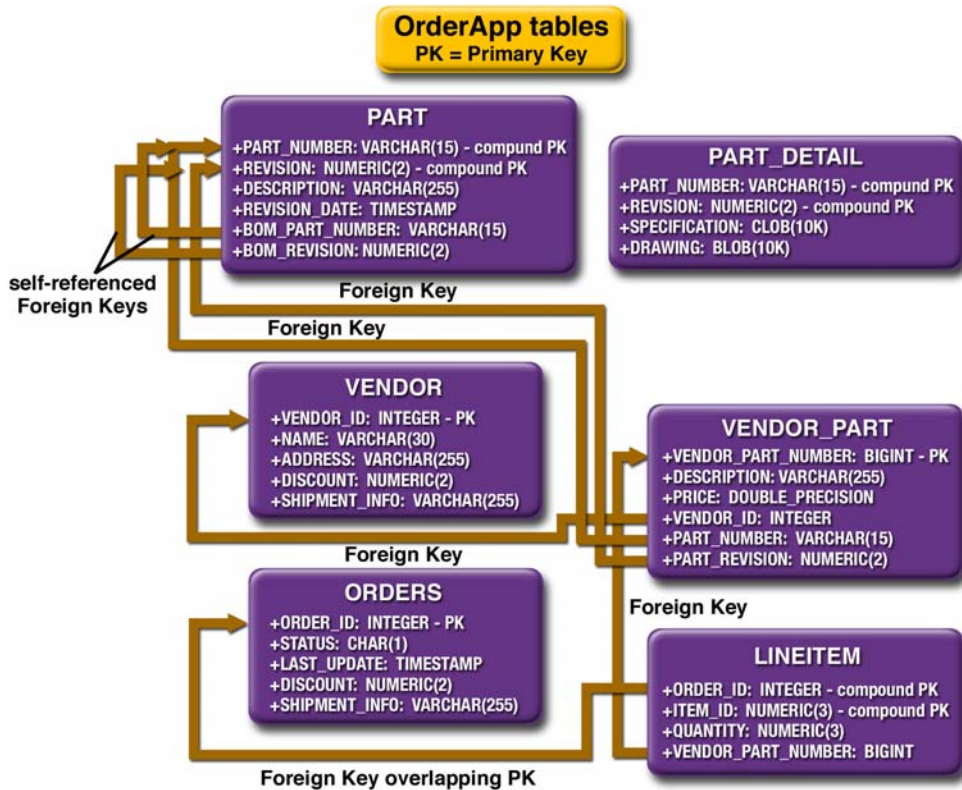 OrderApp tables
PK = Primary Key
PART
+PART_NUMBER: VARCHAR(15) - compund PK
+REVISION: NUMERIC(2) - compound PK
+DESCRIPTION: VARCHAR(255)
+REVISION_DATE: TIMESTAMP
+BOM_PART_NUMBER: VARCHAR(15)
+BOM_REVISION: NUMERIC(2)
PART_DETAIL
+PART_NUMBER: VARCHAR(15) - compund PK
+REVISION: NUMERIC(2) - compound PK
+SPECIFICATION: CLOB(10K)
+DRAWING: BLOB(10K)
self-referenced
Foreign Keys
Foreign Key
Foreign Key
VENDOR
+VENDOR_ID: INTEGER - PK
+NAME: VARCHAR(30)
+ADDRESS: VARCHAR(255)
+DISCOUNT: NUMERIC(2)
+SHIPMENT_INFO: VARCHAR(255)
VENDOR_PART
+VENDOR_PART_NUMBER: BIGINT - PK
+DESCRIPTION: VARCHAR(255)
+PRICE: DOUBLE_PRECISION
+VENDOR_ID: INTEGER
+PART_NUMBER: VARCHAR(15)
+PART_REVISION: NUMERIC(2)
Foreign Key
ORDERS
+ORDER_ID: INTEGER - PK
+STATUS: CHAR(1)
+LAST_UPDATE: TIMESTAMP
+DISCOUNT: NUMERIC(2)
+SHIPMENT_INFO: VARCHAR(255)
Foreign Key
LINEITEM
+ORDER_ID: INTEGER - compound PK
+ITEM_ID: NUMERIC(3) - compound PK
+QUANTITY: NUMERIC(3)
+VENDOR_PART_NUMBER: BIGINT
Foreign Key overlapping PK